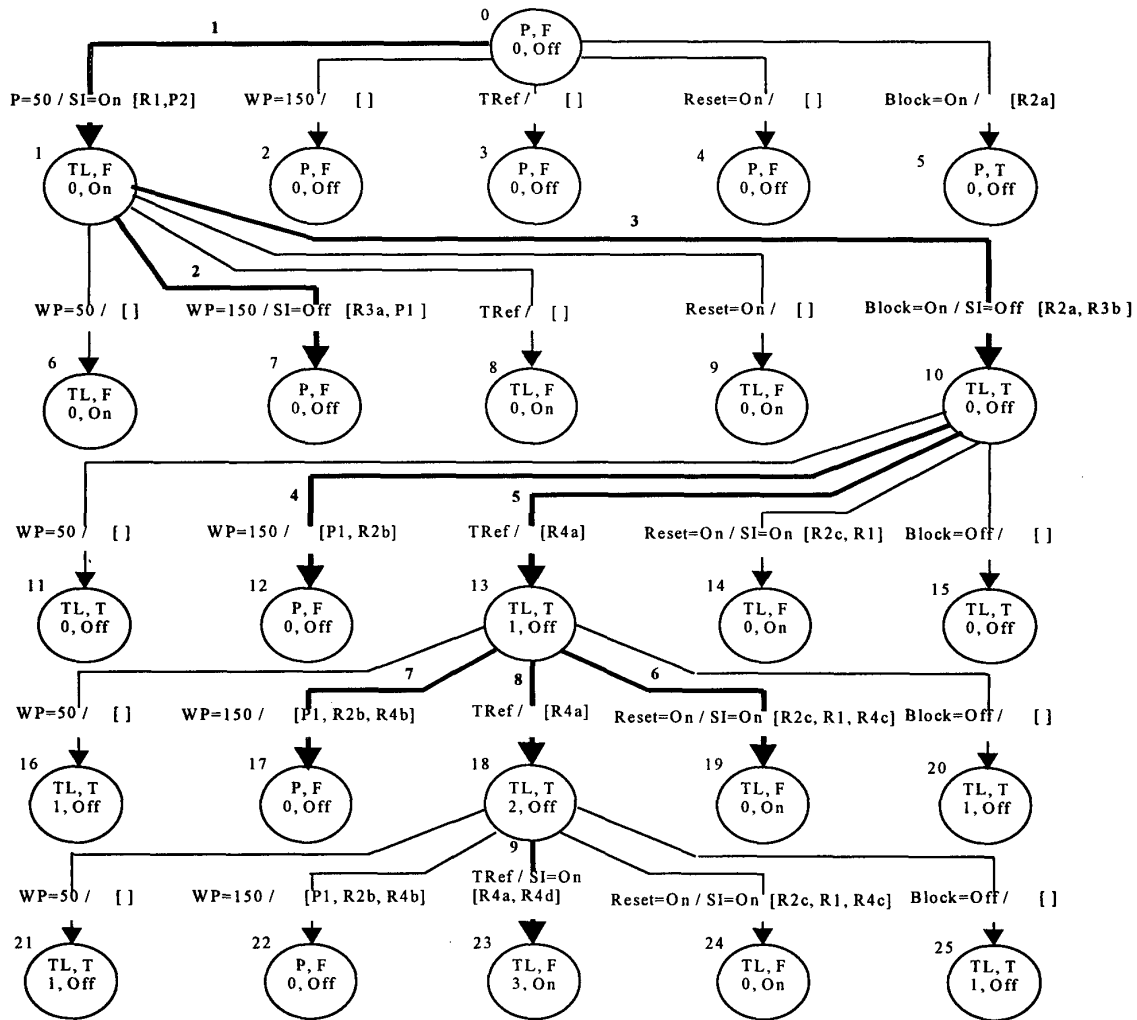 0
1
P, F
0, Off
P=50 / SI=On [R1,P2]
WP=150 / [ ]
TRef / [ ]
Reset=On / [ ]
Block=On / [R2a]
1
TL, F
0, On
2
P, F
0, Off
3
P, F
0, Off
4
P, F
0, Off
5
P, T
0, Off
2
3
WP=50 / [ ]
WP=150 / SI=Off [R3a, P1 ]
TRef / [ ]
Reset=On / [ ]
Block=On / SI=Off [R2a, R3b ]
6
TL, F
0, On
7
P, F
0, Off
8
TL, F
0, On
9
TL, F
0, On
10
TL, T
0, Off
4
5
WP=50 / [ ]
WP=150 / [P1, R2b]
TRef / [R4a]
Reset=On / SI=On [R2c, R1]
Block=Off / [ ]
11
TL, T
0, Off
12
P, F
0, Off
13
TL, T
1, Off
14
TL, F
0, On
15
TL, T
0, Off
7
8
6
WP=50 / [ ]
WP=150 / [P1, R2b, R4b]
TRef / [R4a]
Reset=On / SI=On [R2c, R1, R4c]
Block=Off / [ ]
16
TL, T
1, Off
17
P, F
0, Off
18
TL, T
2, Off
19
TL, F
0, On
20
TL, T
1, Off
9
WP=50 / [ ]
WP=150 / [P1, R2b, R4b]
TRef / SI=On
[R4a, R4d]
Reset=On / SI=On [R2c, R1, R4c]
Block=Off / [ ]
21
TL, T
1, Off
22
P, F
0, Off
23
TL, F
3, On
24
TL, F
0, On
25
TL, T
1, Off